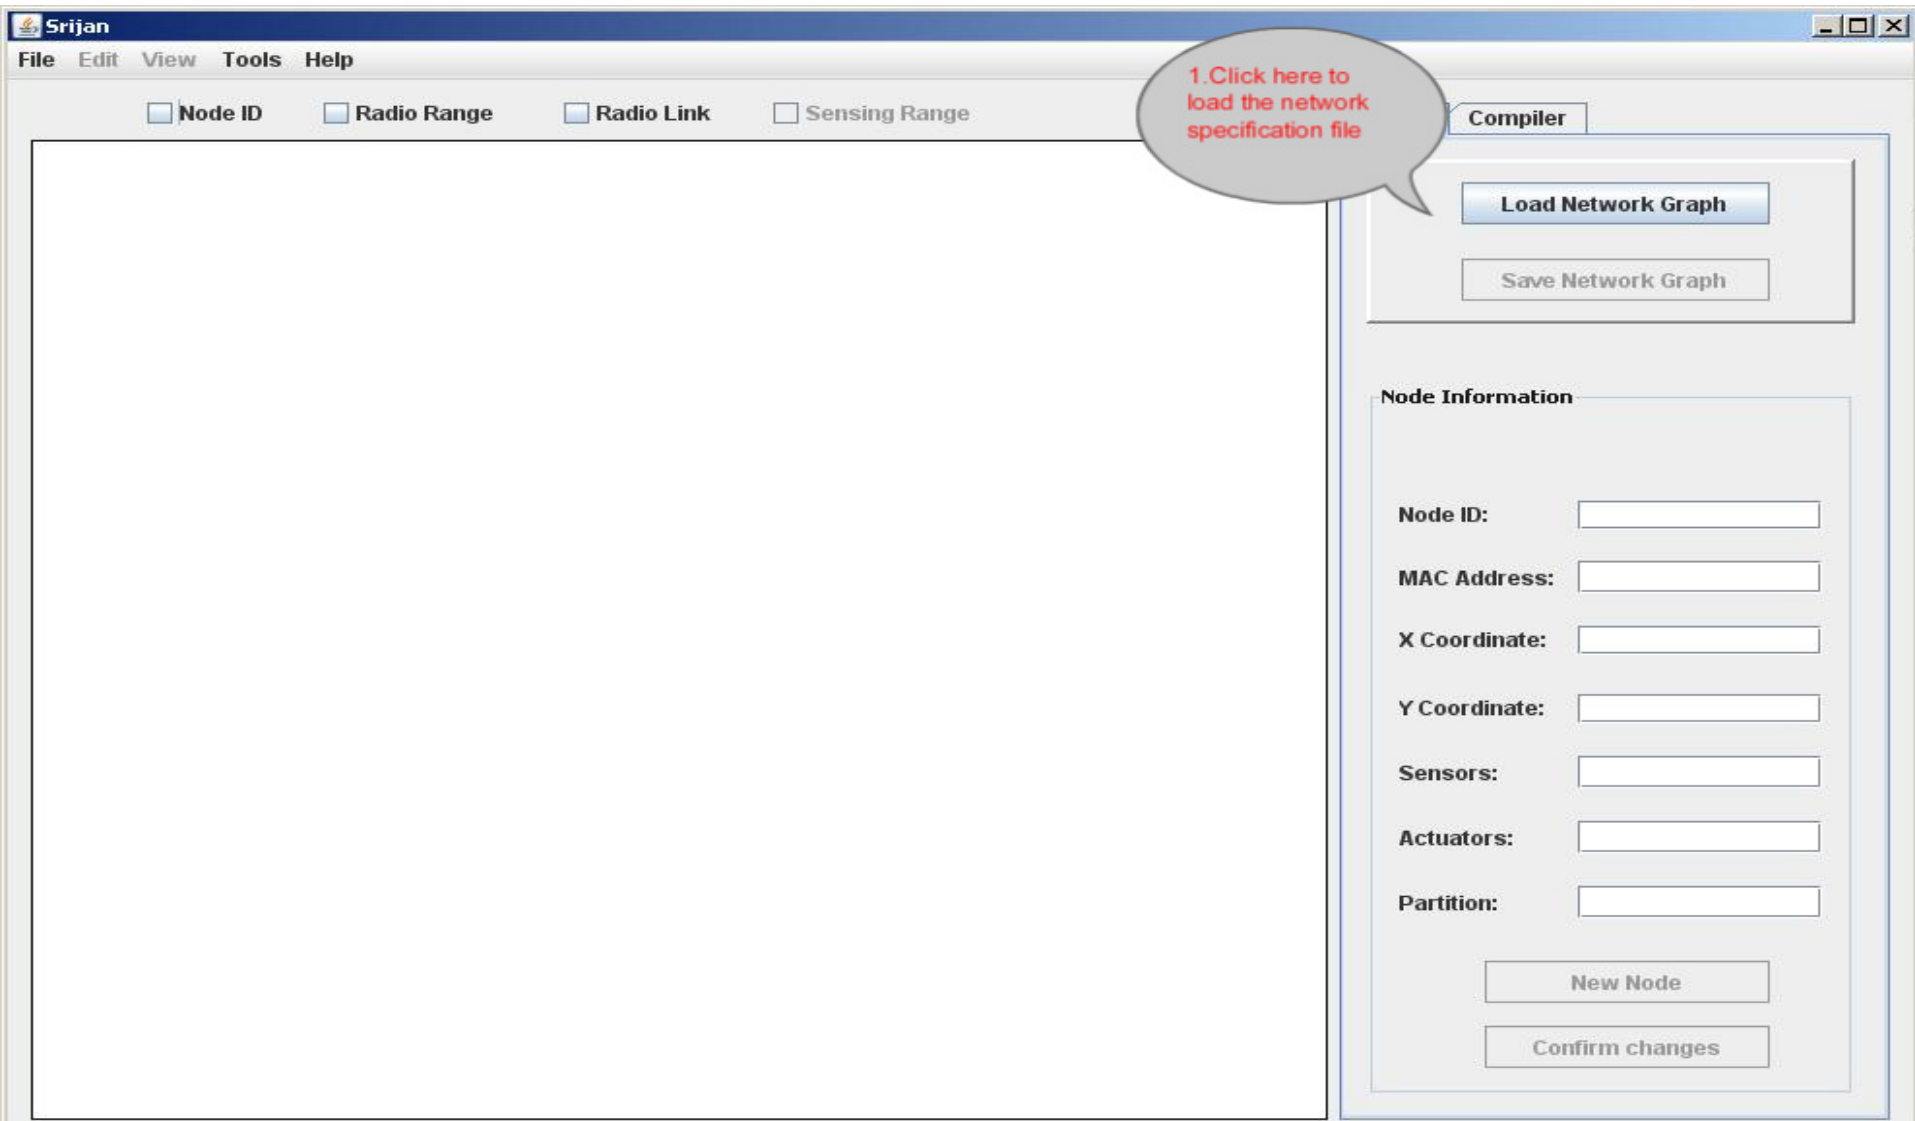 Srijan
File Edit View Tools Help
Node ID Radio Range Radio Link Sensing Range
1.Click here to
load the network
specification file
Compiler
Load Network Graph
Save Network Graph
Node Information
Node ID:
MAC Address:
X Coordinate:
Y Coordinate:
Sensors:
Actuators:
Partition:
New Node
Confirm changes